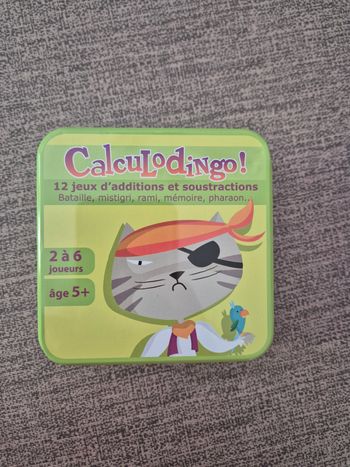 CalcuLodingo!
12 jeux d'additions et soustractions
Bataille, mistigri, rami, mémoire, pharaon...
2 à 6
joueurs
âge 5+